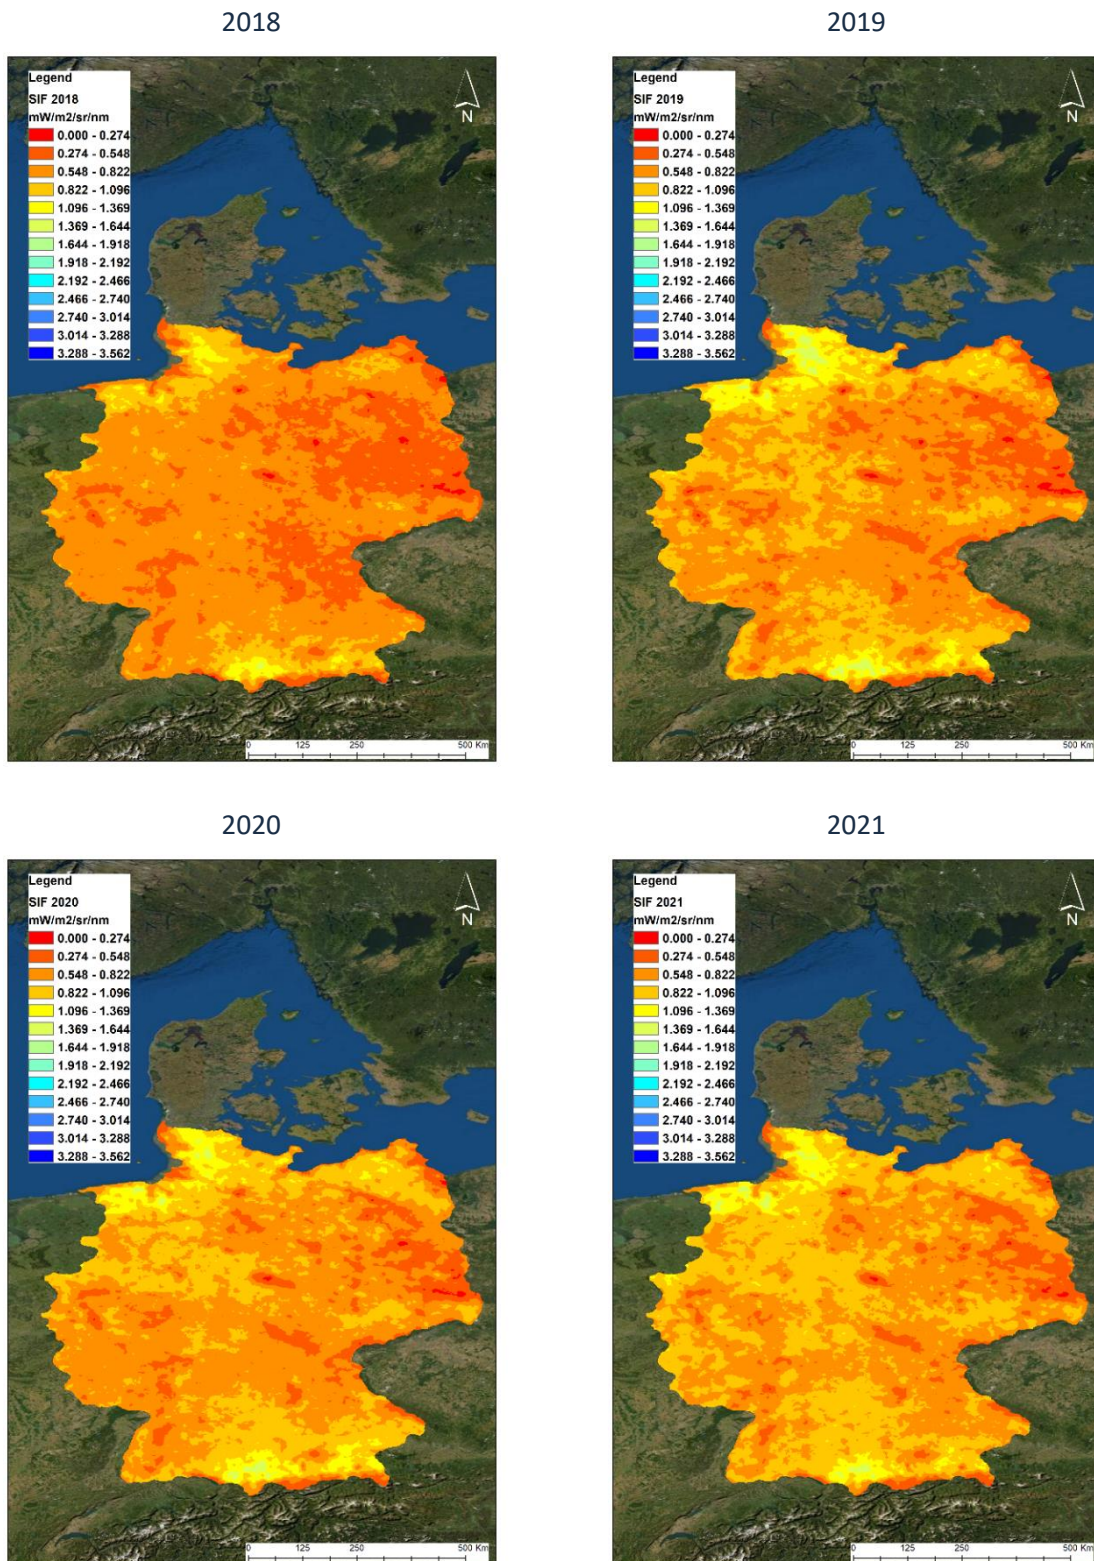 2018
Legend
SIF 2018
mW/m2/sr/nm
0.000 - 0.274
0.274 - 0.548
0.548 - 0.822
0.822 - 1.096
1.096 - 1.369
1.369 - 1.644
1.644 - 1.918
1.918 - 2.192
2.192 - 2.466
2.466 - 2.740
2.740 - 3.014
3.014 - 3.288
3.288 - 3.562
N
0 125 250 500 Km
2019
Legend
SIF 2019
mW/m2/sr/nm
0.000 - 0.274
0.274 - 0.548
0.548 - 0.822
0.822 - 1.096
1.096 - 1.369
1.369 - 1.644
1.644 - 1.918
1.918 - 2.192
2.192 - 2.466
2.466 - 2.740
2.740 - 3.014
3.014 - 3.288
3.288 - 3.562
N
0 125 250 500 Km
2020
Legend
SIF 2020
mW/m2/sr/nm
0.000 - 0.274
0.274 - 0.548
0.548 - 0.822
0.822 - 1.096
1.096 - 1.369
1.369 - 1.644
1.644 - 1.918
1.918 - 2.192
2.192 - 2.466
2.466 - 2.740
2.740 - 3.014
3.014 - 3.288
3.288 - 3.562
N
0 125 250 500 Km
2021
Legend
SIF 2021
mW/m2/sr/nm
0.000 - 0.274
0.274 - 0.548
0.548 - 0.822
0.822 - 1.096
1.096 - 1.369
1.369 - 1.644
1.644 - 1.918
1.918 - 2.192
2.192 - 2.466
2.466 - 2.740
2.740 - 3.014
3.014 - 3.288
3.288 - 3.562
N
0 125 250 500 Km